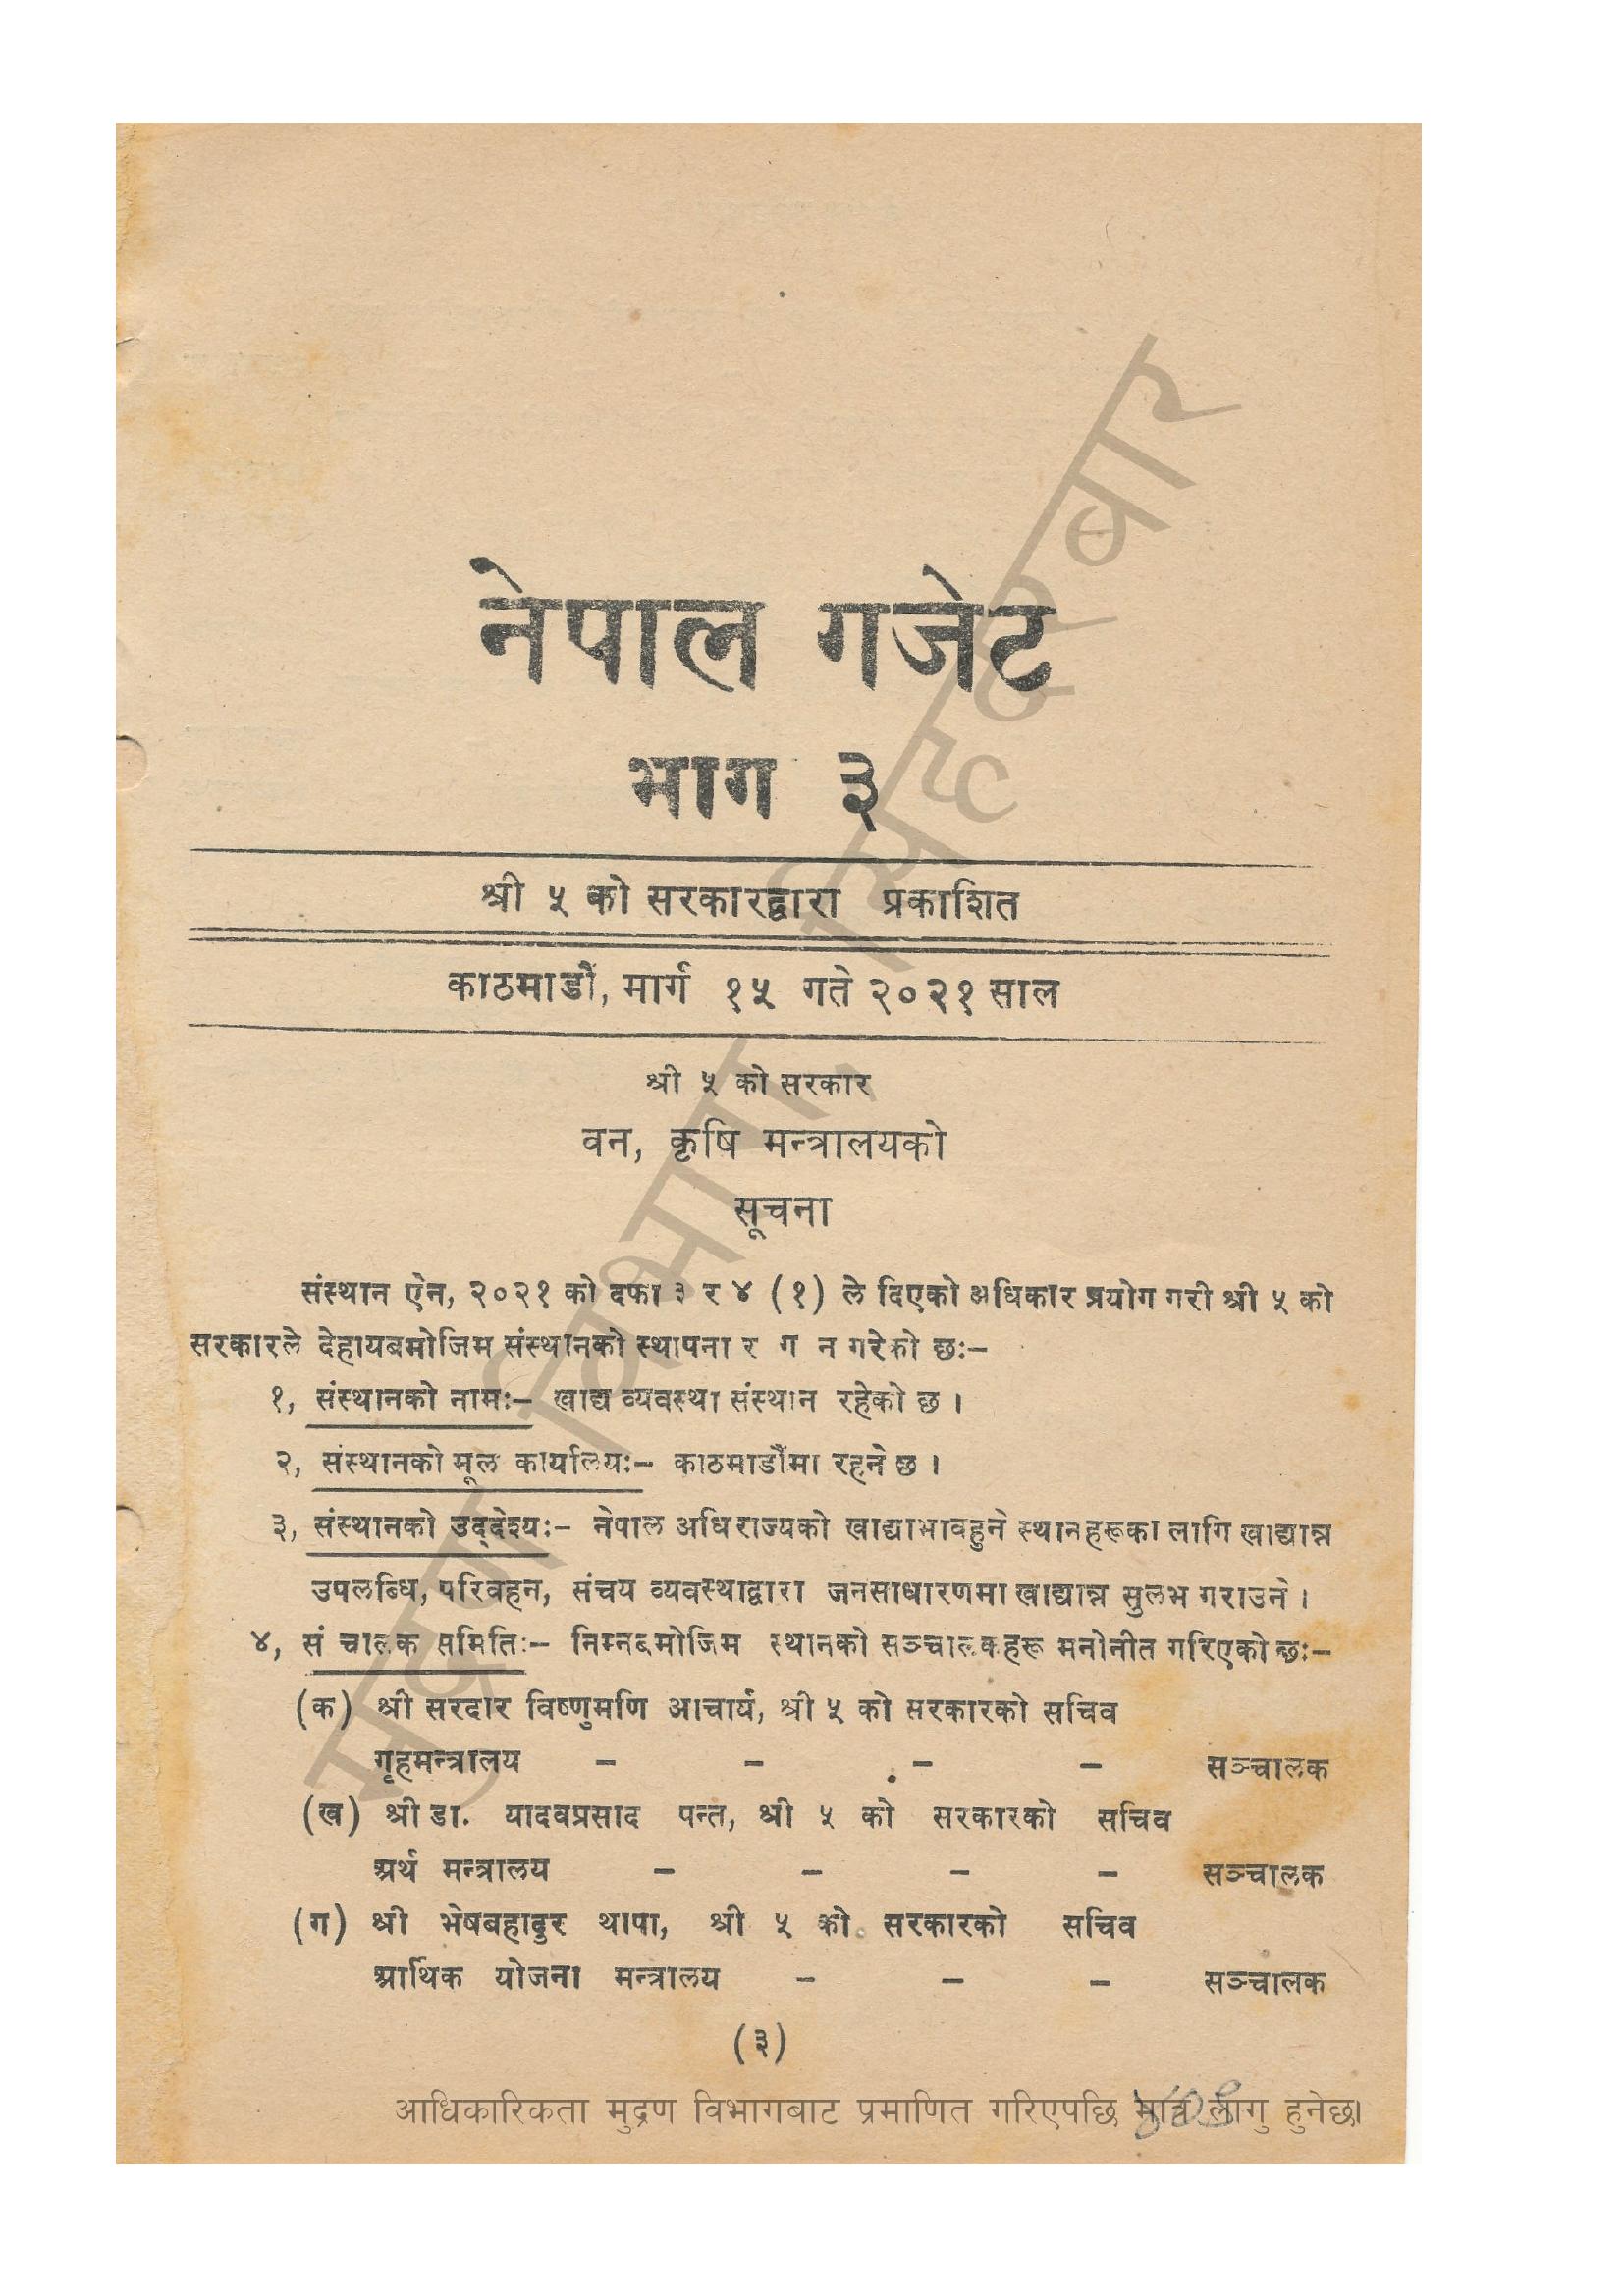 नेपाल गजेट
भाग ३
श्री ५ को सरकारद्वारा प्रकाशित
काठमाडौं, मार्ग १५ गते २०२१ साल
श्री ५ को सरकार
वन, कृषि मन्त्रालयको
सूचना
संस्थान ऐन, २०२१ को दफा ३ र ४ (१) ले दिएको अधिकार प्रयोग गरी श्री ५ को
सरकारले देहायबमोजिम संस्थानको स्थापना र ग न गरेको छः–
१, संस्थानको नामः– खाद्य व्यवस्था संस्थान रहेको छ ।
२, संस्थानको मूल कार्यालयः– काठमाडौंमा रहने छ ।
३, संस्थानको उद्देश्यः– नेपाल अधिराज्यको खाद्याभावहुने स्थानहरूका लागि खाद्यान्न
उपलब्धि, परिवहन, संचय व्यवस्थाद्वारा जनसाधारणमा खाद्यान्न सुलभ गराउने ।
४, सं चालक समितिः– निम्नबमोजिम स्थानको सञ्चालकहरू मनोनीत गरिएको छः–
(क) श्री सरदार विष्णुमणि आचार्य, श्री ५ को सरकारको सचिव
गृहमन्त्रालय – – – – सञ्चालक
(ख) श्री डा. यादवप्रसाद पन्त, श्री ५ को सरकारको सचिव
अर्थ मन्त्रालय – – – – सञ्चालक
(ग) श्री भेषबहादुर थापा, श्री ५ को सरकारको सचिव
आर्थिक योजना मन्त्रालय – – – सञ्चालक
(३)
आधिकारिकता मुद्रण विभागबाट प्रमाणित गरिएपछि मात्र लागु हुनेछ।
मुद्रण विभाग, सिंहदरबार